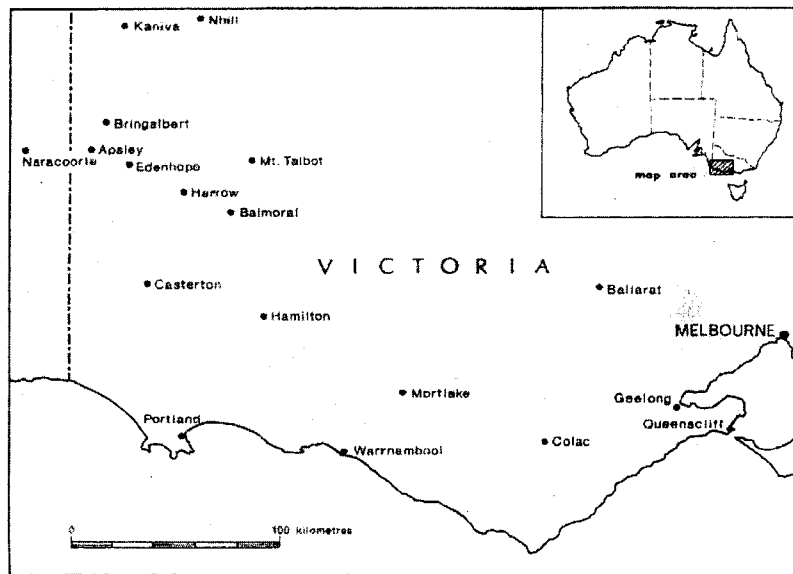 Nhill
Kaniva
Bringalbert
Naracoorte
Apsley
Edenhope
Mt. Talbot
Harrow
Balmoral
map area
VICTORIA
Casterton
Ballarat
Hamilton
MELBOURNE
Mortlake
Geelong
Portland
Queenscliff
Warrnambool
Colac
0 100 kilometres